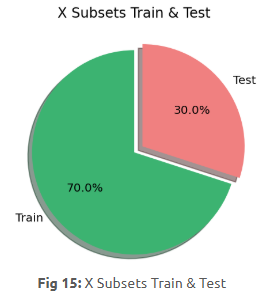 X Subsets Train & Test
Test
30.0%
70.0%
Train
Fig 15: X Subsets Train & Test